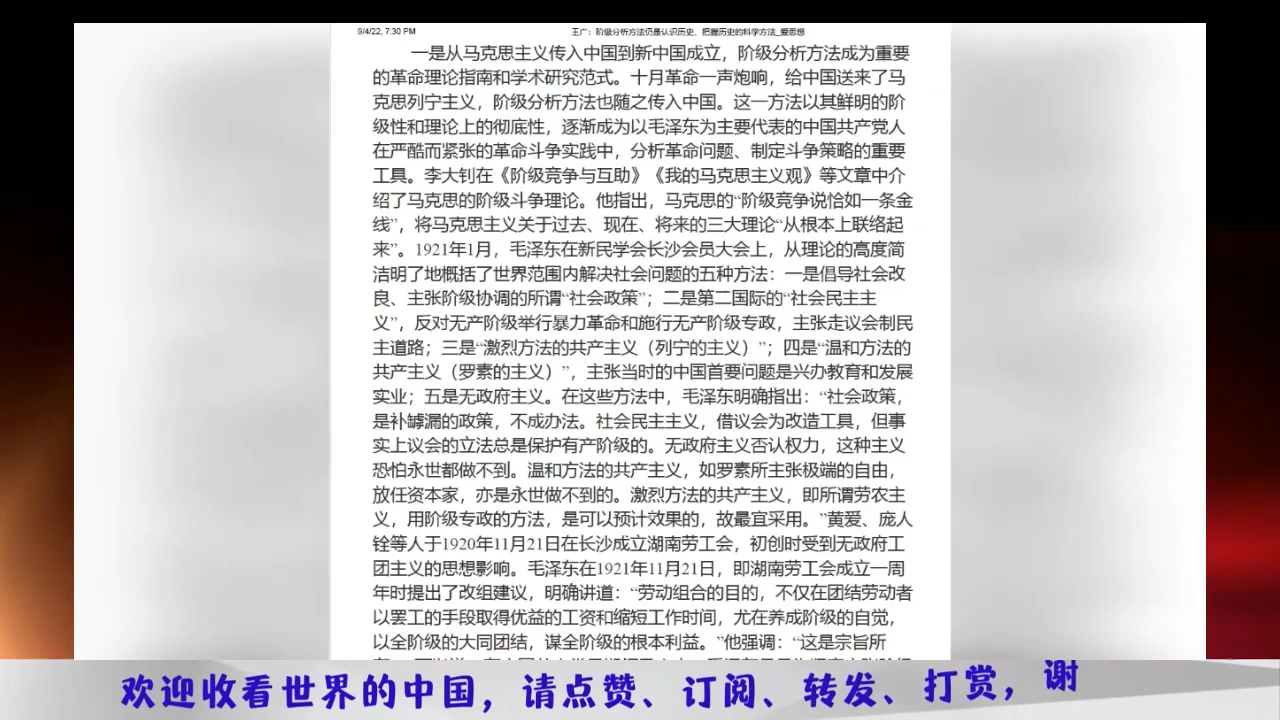 9/4/22, 7:30 PM 王广：阶级分析方法仍是认识历史、把握历史的科学方法_爱思想
一是从马克思主义传入中国到新中国成立，阶级分析方法成为重要
的革命理论指南和学术研究范式。十月革命一声炮响，给中国送来了马
克思列宁主义，阶级分析方法也随之传入中国。这一方法以其鲜明的阶
级性和理论上的彻底性，逐渐成为以毛泽东为主要代表的中国共产党人
在严酷而紧张的革命斗争实践中，分析革命问题、制定斗争策略的重要
工具。李大钊在《阶级竞争与互助》《我的马克思主义观》等文章中介
绍了马克思的阶级斗争理论。他指出，马克思的“阶级竞争说恰如一条金
线”，将马克思主义关于过去、现在、将来的三大理论“从根本上联络起
来”。1921年1月，毛泽东在新民学会长沙会员大会上，从理论的高度简
洁明了地概括了世界范围内解决社会问题的五种方法：一是倡导社会改
良、主张阶级协调的所谓“社会政策”；二是第二国际的“社会民主主
义”，反对无产阶级举行暴力革命和施行无产阶级专政，主张走议会制民
主道路；三是“激烈方法的共产主义（列宁的主义）”；四是“温和方法的
共产主义（罗素的主义）”，主张当时的中国首要问题是兴办教育和发展
实业；五是无政府主义。在这些方法中，毛泽东明确指出：“社会政策，
是补罅漏的政策，不成办法。社会民主主义，借议会为改造工具，但事
实上议会的立法总是保护有产阶级的。无政府主义否认权力，这种主义
恐怕永世都做不到。温和方法的共产主义，如罗素所主张极端的自由，
放任资本家，亦是永世做不到的。激烈方法的共产主义，即所谓劳农主
义，用阶级专政的方法，是可以预计效果的，故最宜采用。”黄爱、庞人
铨等人于1920年11月21日在长沙成立湖南劳工会，初创时受到无政府工
团主义的思想影响。毛泽东在1921年11月21日，即湖南劳工会成立一周
年时提出了改组建议，明确讲道：“劳动组合的目的，不仅在团结劳动者
以罢工的手段取得优益的工资和缩短工作时间，尤在养成阶级的自觉，
以全阶级的大同团结，谋全阶级的根本利益。”他强调：“这是宗旨所
欢迎收看世界的中国，请点赞、订阅、转发、打赏，谢